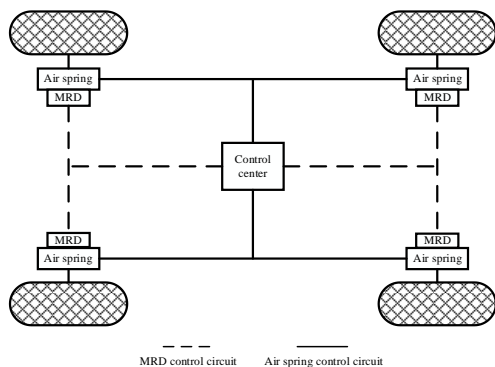 Air spring
Air spring
MRD
MRD
Control
center
MRD
MRD
Air spring
Air spring
MRD control circuit
Air spring control circuit